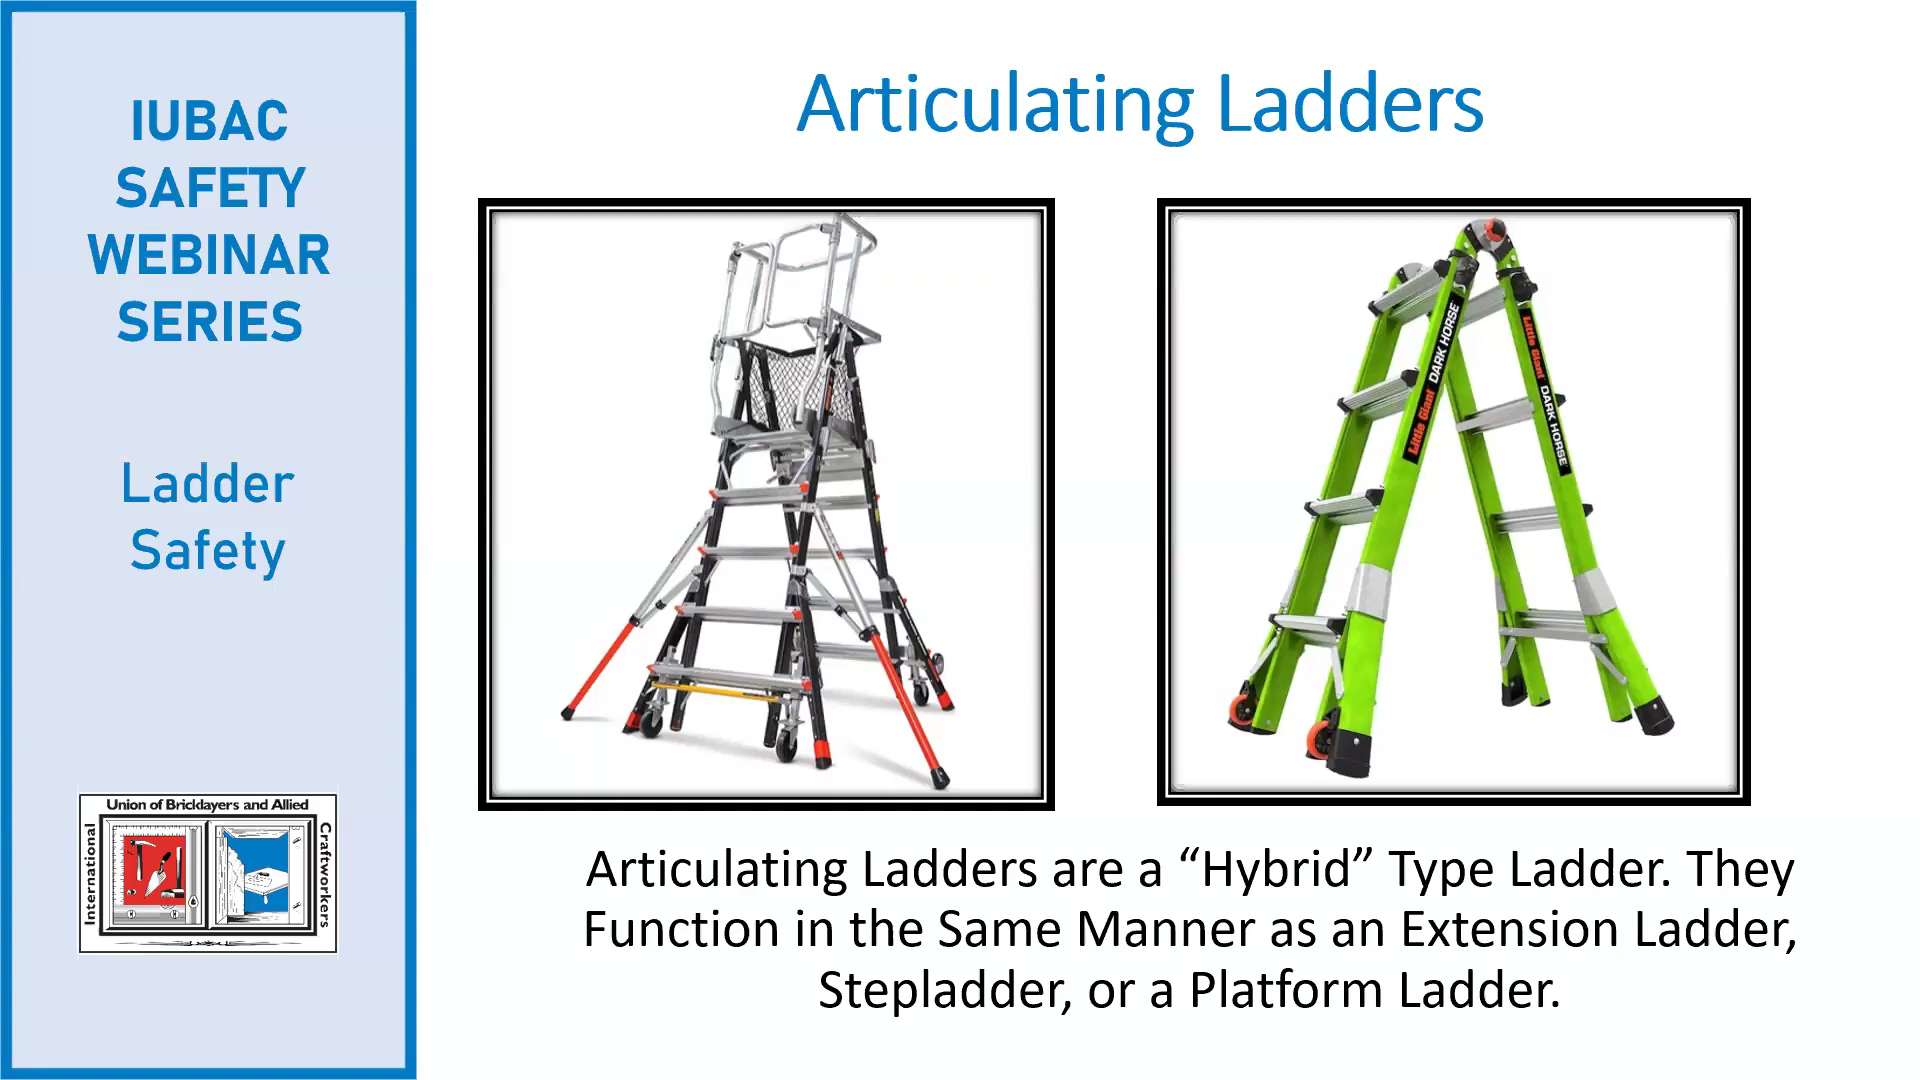 IUBAC
SAFETY
WEBINAR
SERIES
Ladder
Safety
Union of Bricklayers and Allied
International
Craftworkers
Articulating Ladders
Little Giant DARK HORSE
Little Giant DARK HORSE
Articulating Ladders are a “Hybrid” Type Ladder. They
Function in the Same Manner as an Extension Ladder,
Stepladder, or a Platform Ladder.